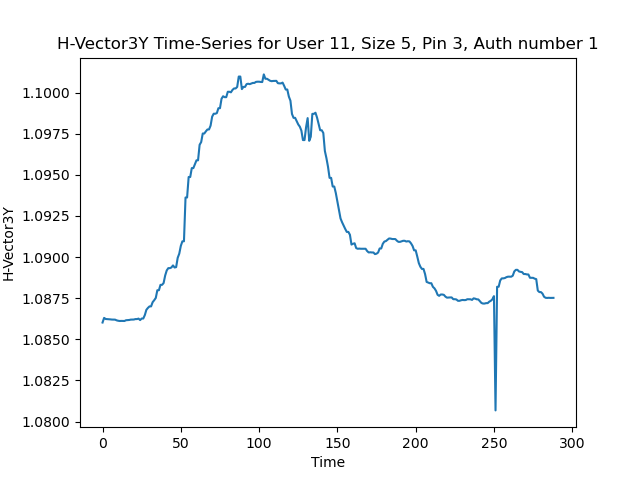 H-Vector3Y Time-Series for User 11, Size 5, Pin 3, Auth number 1
1.1000
1.0975
1.0950
1.0925
1.0900
1.0875
1.0850
1.0825
1.0800
H-Vector3Y
0 50 100 150 200 250 300
Time